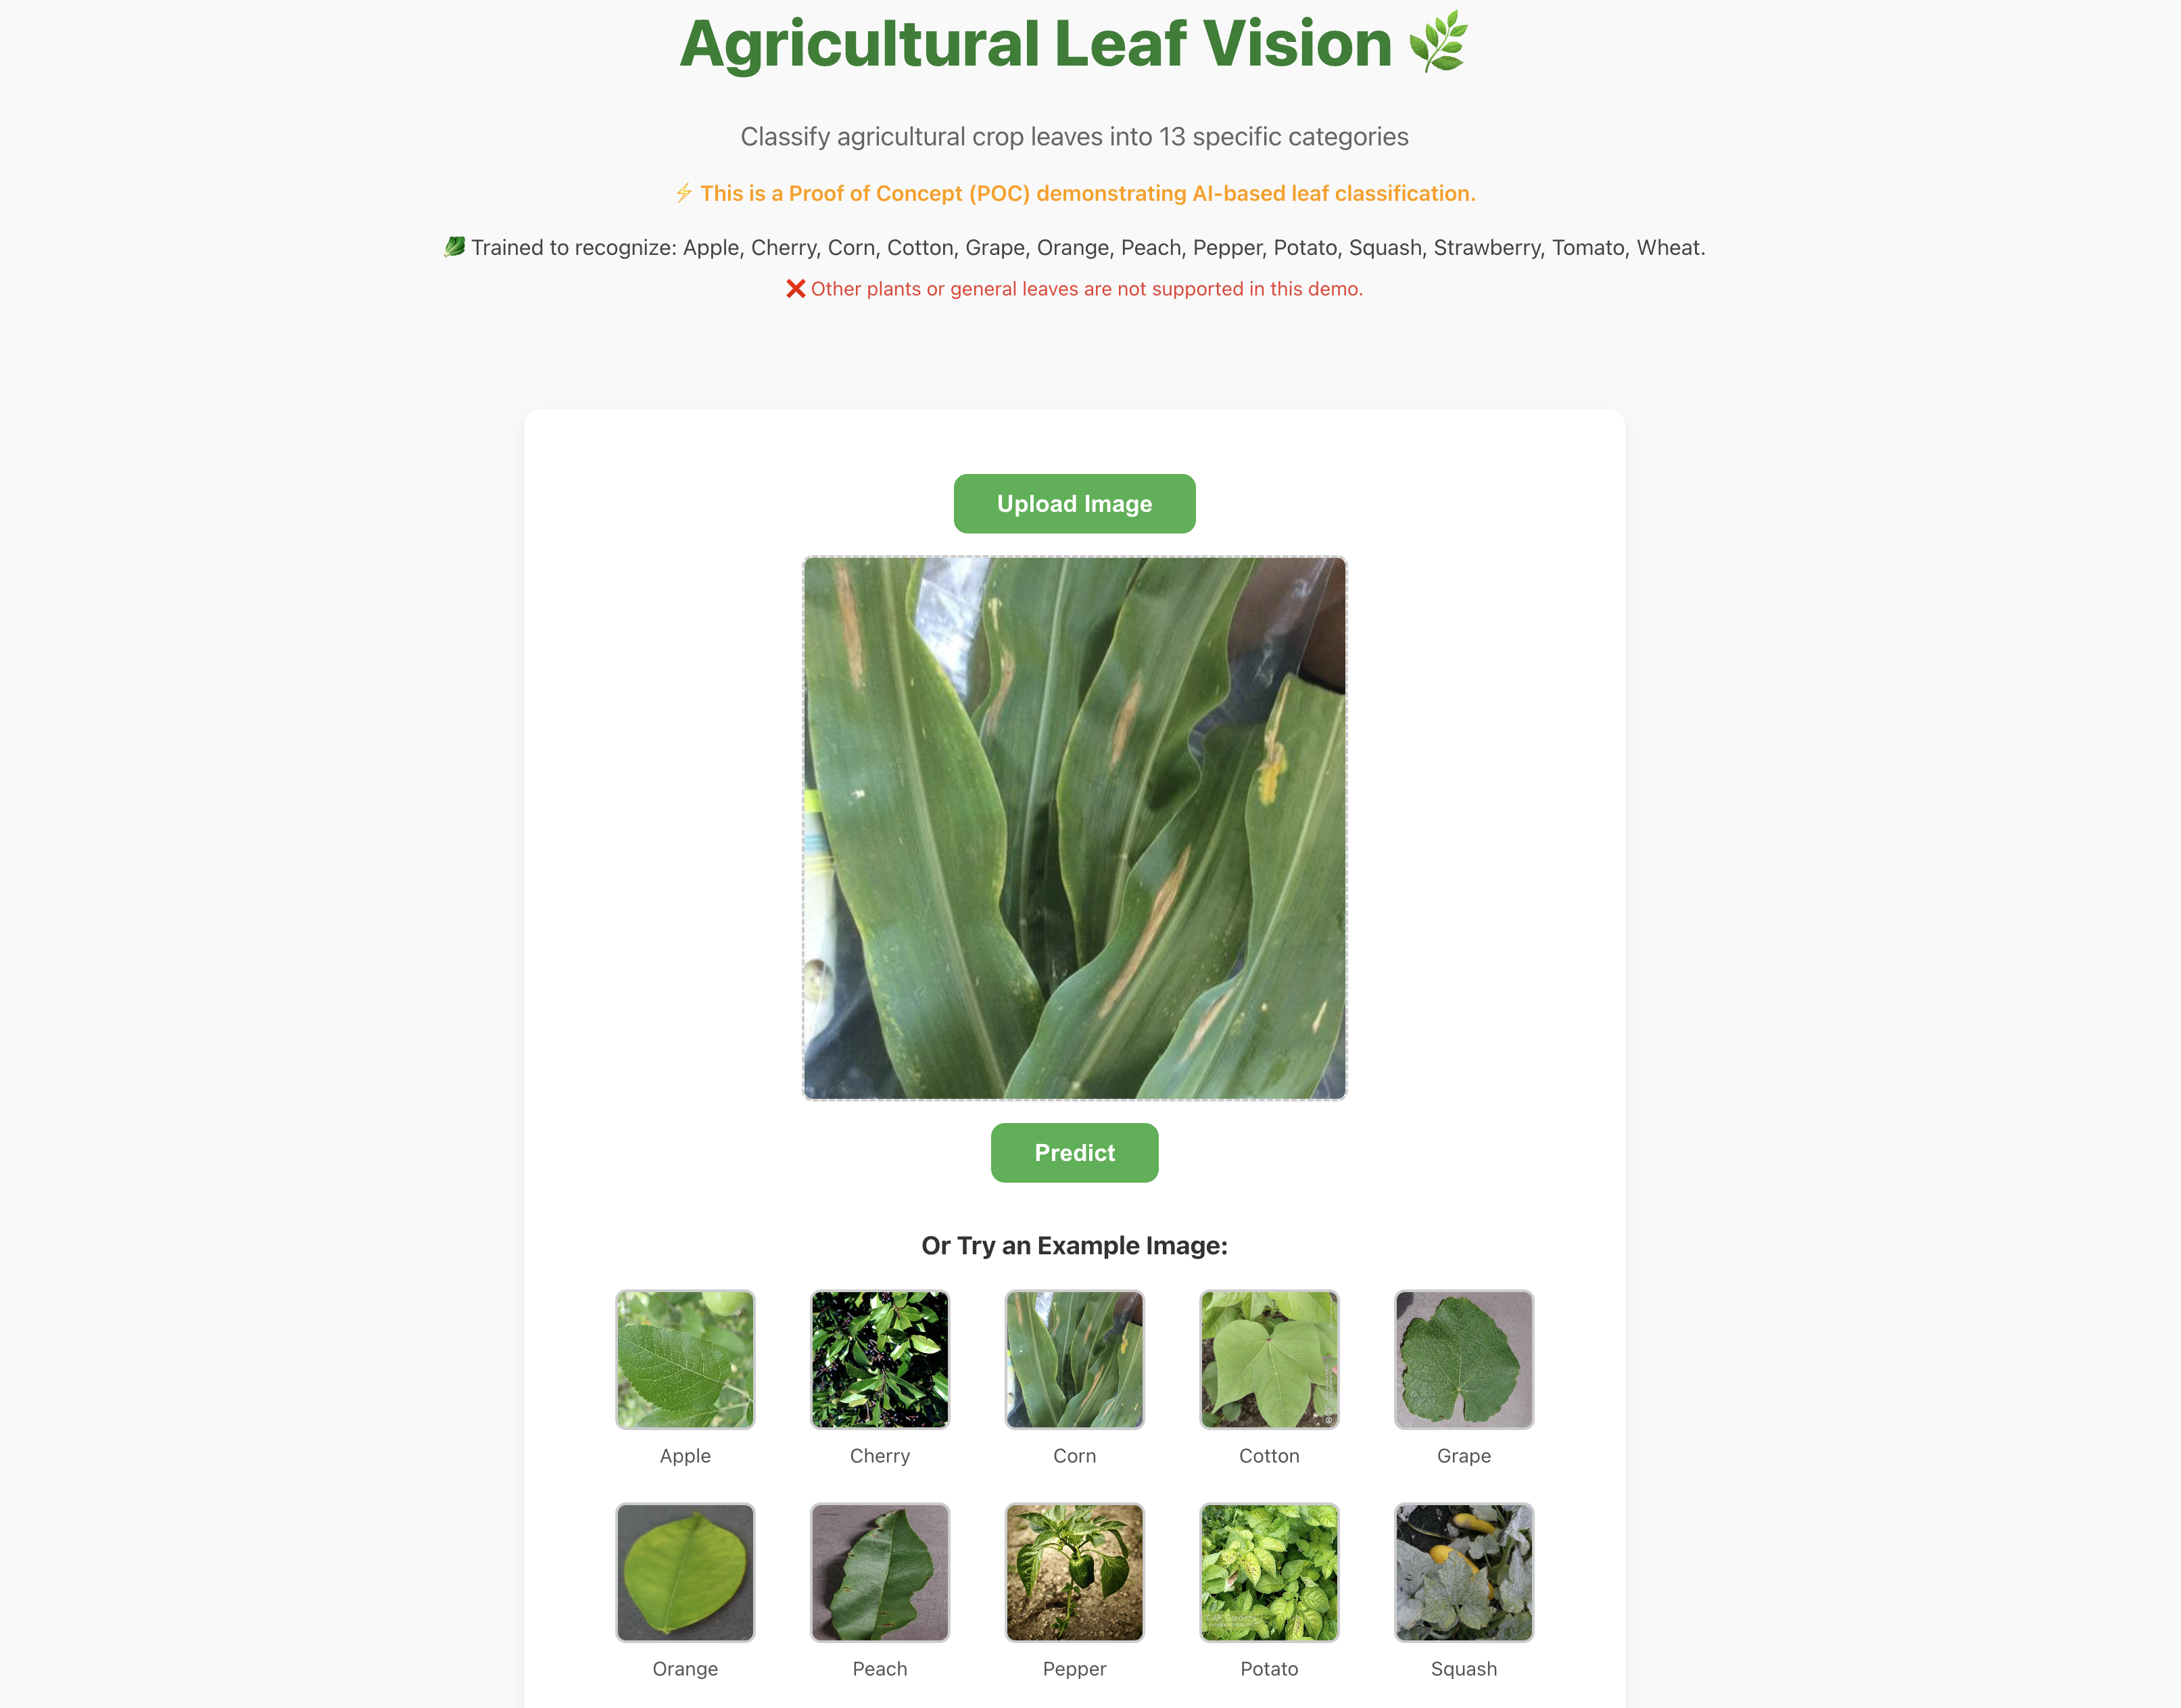 Agricultural Leaf Vision 🌿
Classify agricultural crop leaves into 13 specific categories
⚡ This is a Proof of Concept (POC) demonstrating AI-based leaf classification.
🥬 Trained to recognize: Apple, Cherry, Corn, Cotton, Grape, Orange, Peach, Pepper, Potato, Squash, Strawberry, Tomato, Wheat.
❌ Other plants or general leaves are not supported in this demo.
Upload Image
Predict
Or Try an Example Image:
Apple
Cherry
Corn
Cotton
Grape
Orange
Peach
Pepper
Potato
Squash